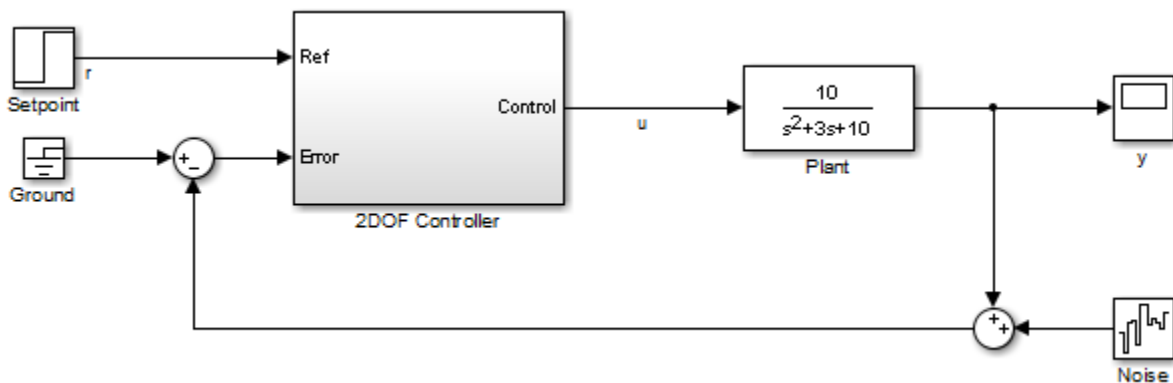 Setpoint
r
Ground
+
−
Ref
Error
Control
2DOF Controller
u
10
s²+3s+10
Plant
y
+
+
Noise